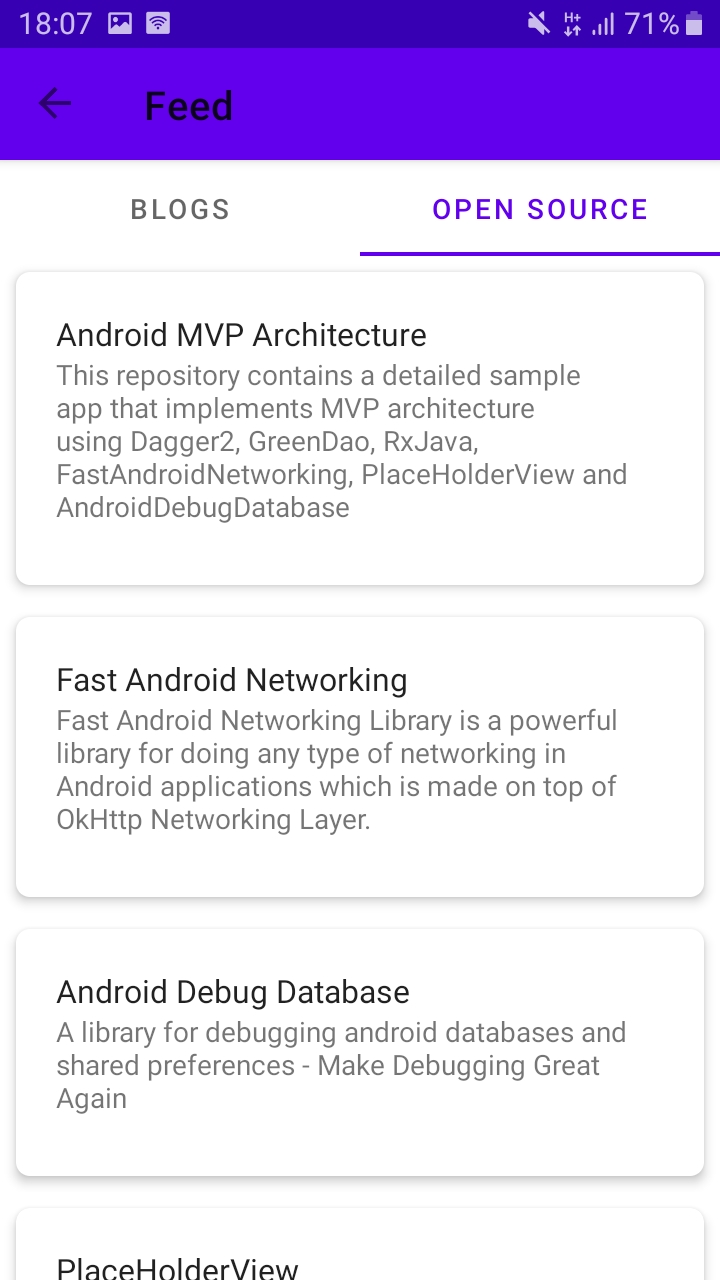 18:07
H+
71%
Feed
BLOGS
OPEN SOURCE
Android MVP Architecture
This repository contains a detailed sample
app that implements MVP architecture
using Dagger2, GreenDao, RxJava,
FastAndroidNetworking, PlaceHolderView and
AndroidDebugDatabase
Fast Android Networking
Fast Android Networking Library is a powerful
library for doing any type of networking in
Android applications which is made on top of
OkHttp Networking Layer.
Android Debug Database
A library for debugging android databases and
shared preferences - Make Debugging Great
Again
PlaceHolderView